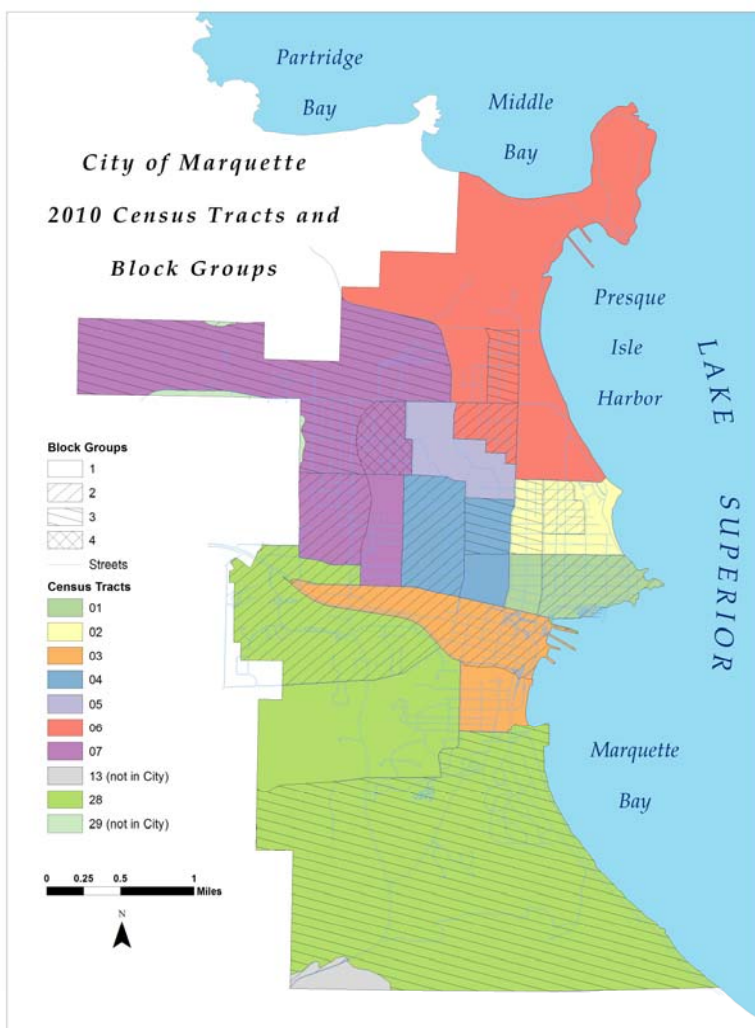 Partridge
Bay
Middle
Bay
City of Marquette
2010 Census Tracts and
Block Groups
Presque
Isle
Harbor
LAKE
SUPERIOR
Block Groups
1
2
3
4
Streets
Census Tracts
01
02
03
04
05
06
07
13 (not in City)
28
29 (not in City)
Marquette
Bay
0 0.25 0.5 1
Miles
N